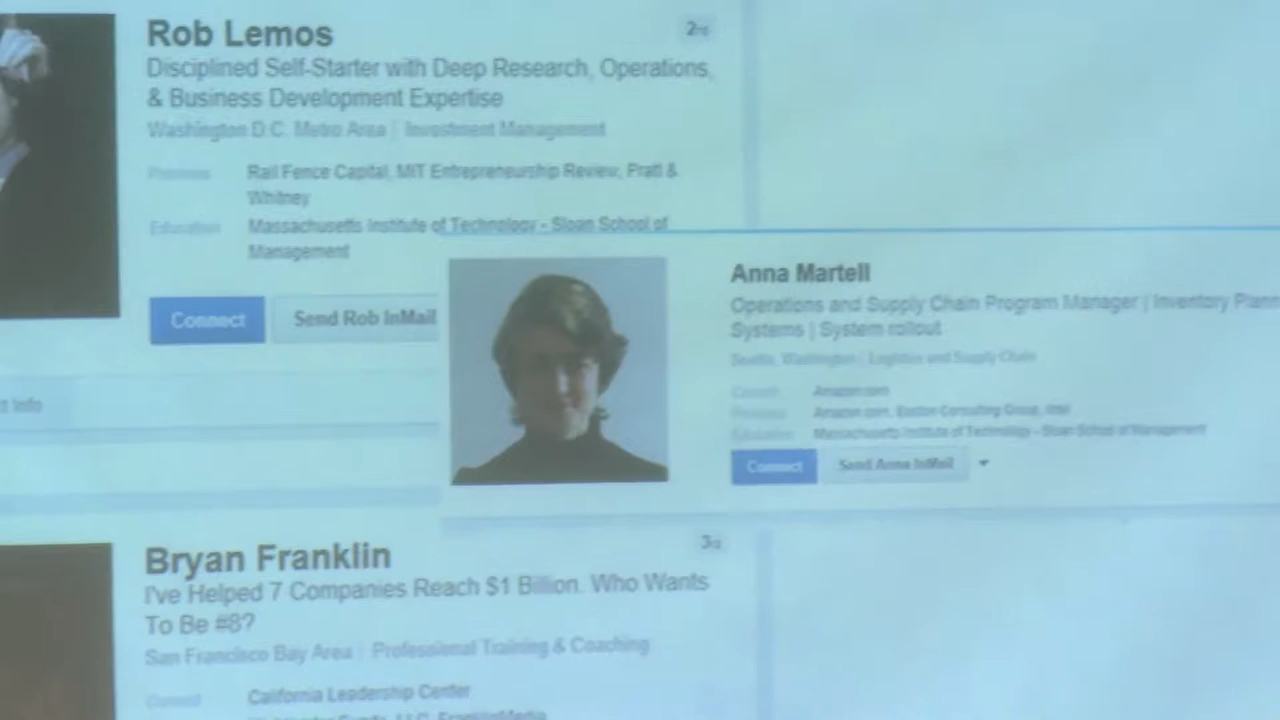 Rob Lemos
2nd
Disciplined Self-Starter with Deep Research, Operations,
& Business Development Expertise
Washington D.C. Metro Area | Investment Management
Previous Rail Fence Capital, MIT Entrepreneurship Review, Pratt &
Whitney
Education Massachusetts Institute of Technology - Sloan School of
Management
Connect Send Rob InMail
t Info
Anna Martell
Operations and Supply Chain Program Manager | Inventory Plann
Systems | System rollout
Seattle, Washington | Logistics and Supply Chain
Current Amazon.com
Previous Amazon.com, Boston Consulting Group, Intel
Education Massachusetts Institute of Technology - Sloan School of Management
Connect Send Anna InMail
Bryan Franklin
3rd
I've Helped 7 Companies Reach $1 Billion. Who Wants
To Be #8?
San Francisco Bay Area | Professional Training & Coaching
Current California Leadership Center
Funds, LLC, FranklinMedia